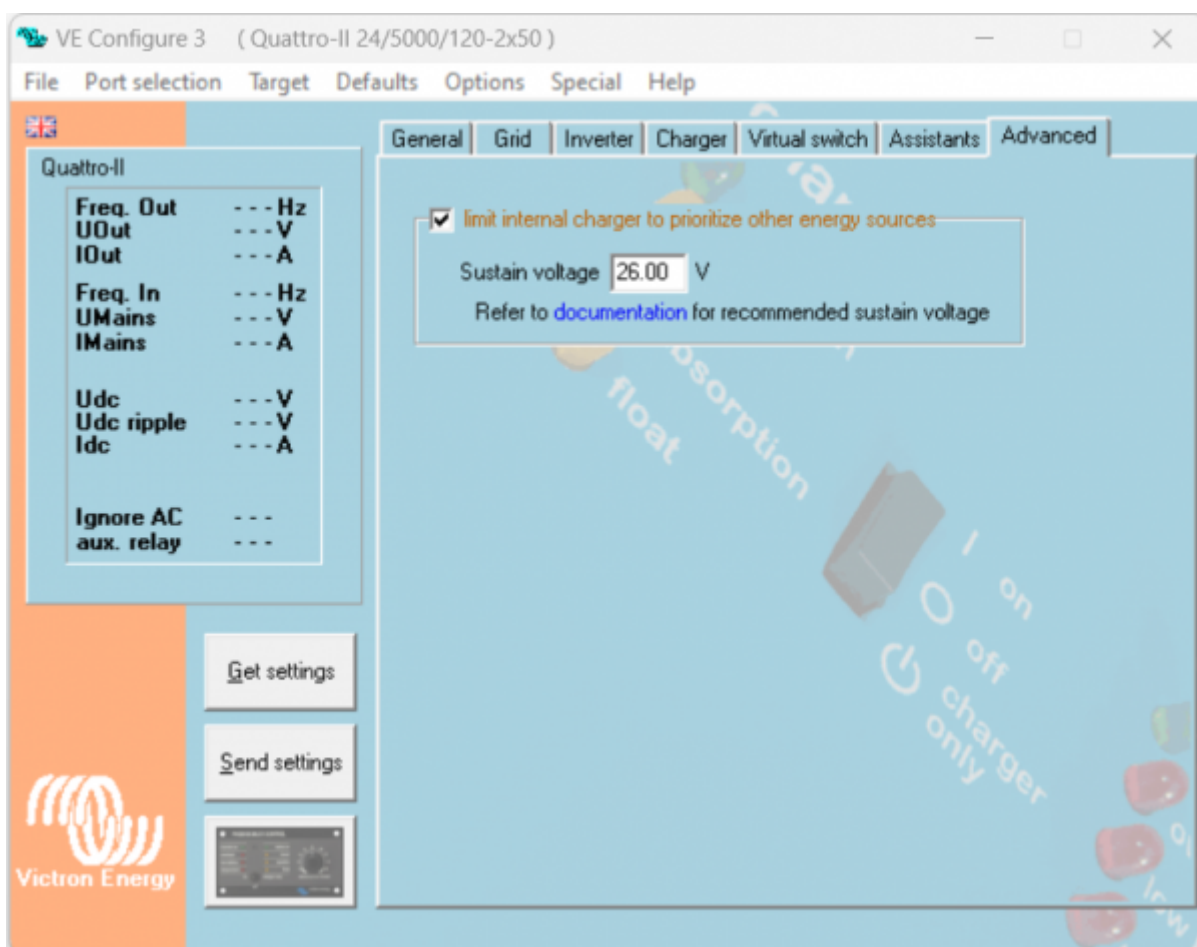 VE Configure 3 ( Quattro-II 24/5000/120-2x50 )
File Port selection Target Defaults Options Special Help
General Grid Inverter Charger Virtual switch Assistants Advanced
Quattro-II
Freq. Out - - - Hz
UOut - - - V
IOut - - - A
Freq. In - - - Hz
UMains - - - V
IMains - - - A
Udc - - - V
Udc ripple - - - V
Idc - - - A
Ignore AC - - -
aux. relay - - -
limit internal charger to prioritize other energy sources
Sustain voltage 26.00 V
Refer to documentation for recommended sustain voltage
float
I on
off
charger only
low
Get settings
Send settings
Victron Energy